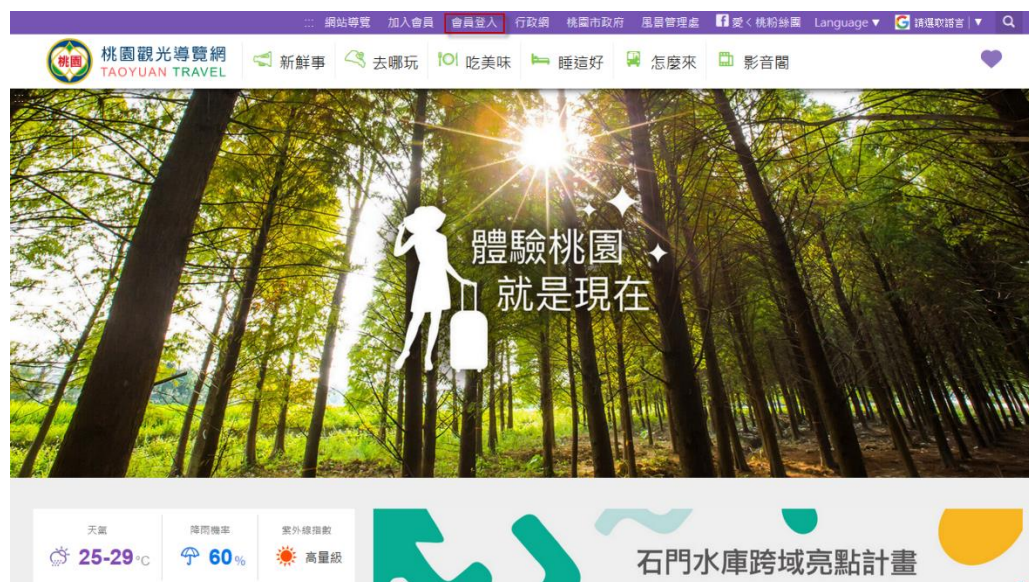 ::: 網站導覽 加入會員 會員登入 行政網 桃園市政府 風景管理處 f 愛ㄑ桃粉絲團 Language ▼ G 請選取語言 | ▼
桃園 桃園觀光導覽網
TAOYUAN TRAVEL
新鮮事 去哪玩 吃美味 睡這好 怎麼來 影音閣
體驗桃園
就是現在
天氣 降雨機率 紫外線指數
25-29°C 60% 高量級
石門水庫跨域亮點計畫